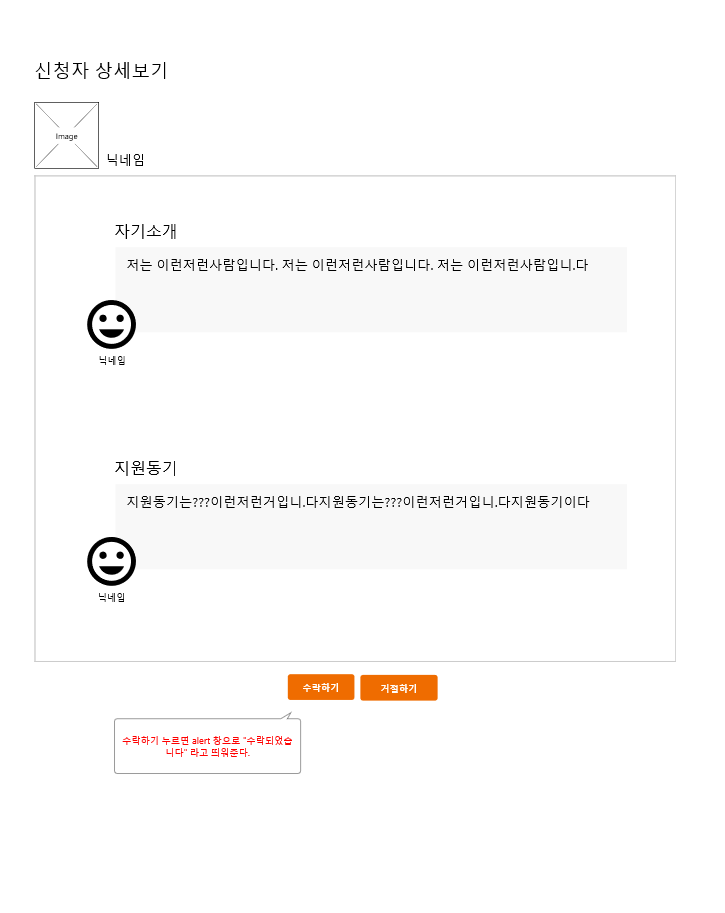 신청자 상세보기
Image
닉네임
자기소개
저는 이런저런사람입니다. 저는 이런저런사람입니다. 저는 이런저런사람입니.다
닉네임
지원동기
지원동기는???이런저런거입니.다지원동기는???이런저런거입니.다지원동기이다
닉네임
수락하기 거절하기
수락하기 누르면 alert 창으로 "수락되었습
니다" 라고 띄워준다.